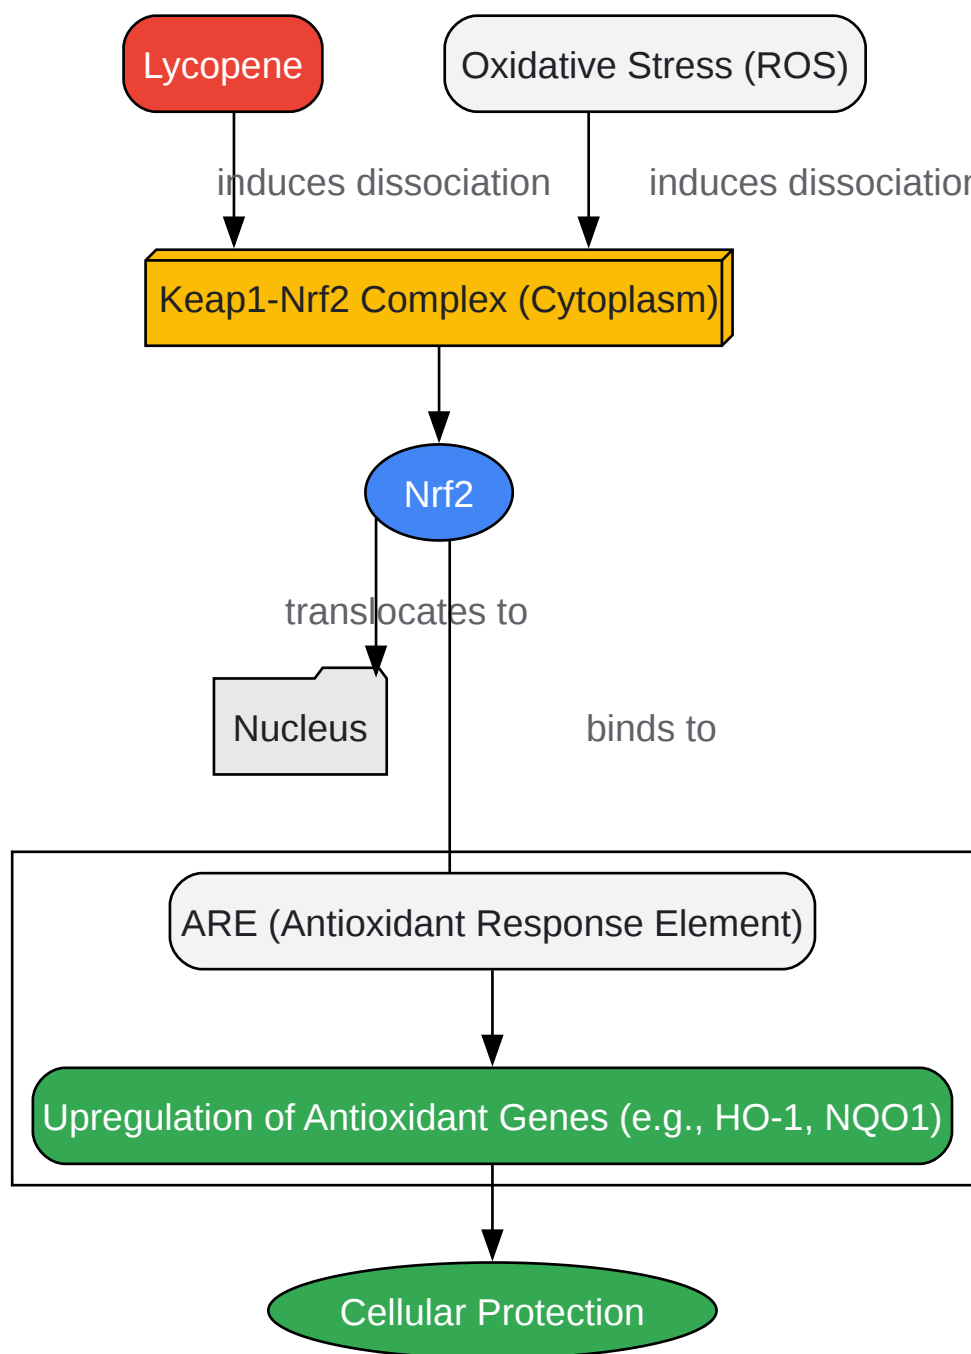 Lycopene
Oxidative Stress (ROS)
induces dissociation
induces dissociation
Keap1-Nrf2 Complex (Cytoplasm)
Nrf2
translocates to
Nucleus
binds to
ARE (Antioxidant Response Element)
Upregulation of Antioxidant Genes (e.g., HO-1, NQO1)
Cellular Protection